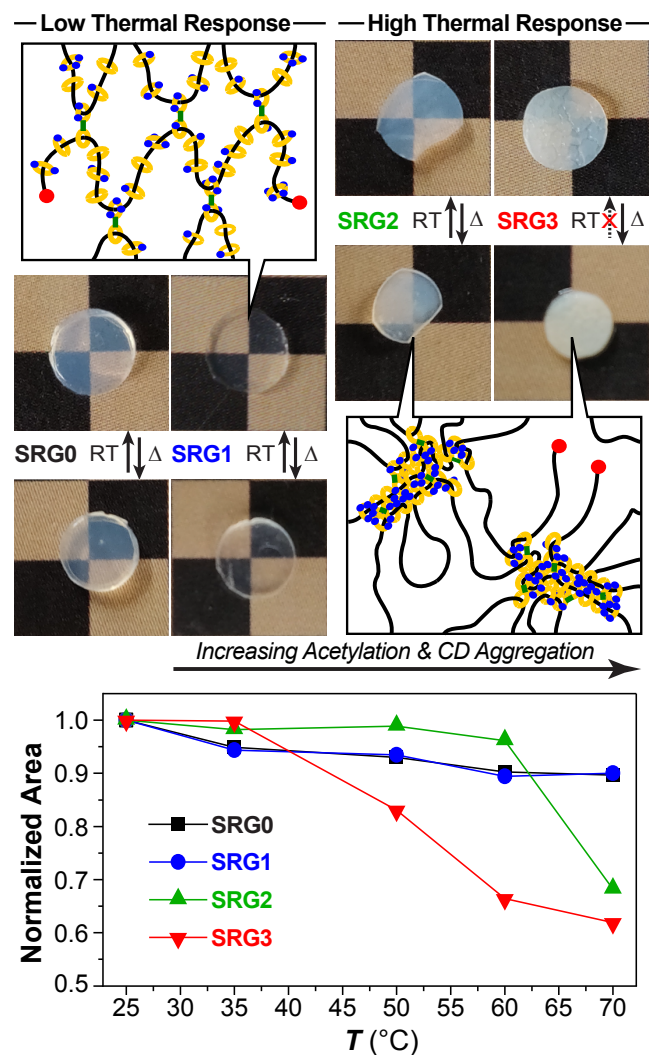 Low Thermal Response
High Thermal Response
SRG2 RT Δ
SRG3 RT X Δ
SRG0 RT Δ
SRG1 RT Δ
Increasing Acetylation & CD Aggregation
Normalized Area
1.0
0.9
0.8
0.7
0.6
0.5
SRG0
SRG1
SRG2
SRG3
25 30 35 40 45 50 55 60 65 70
T (°C)